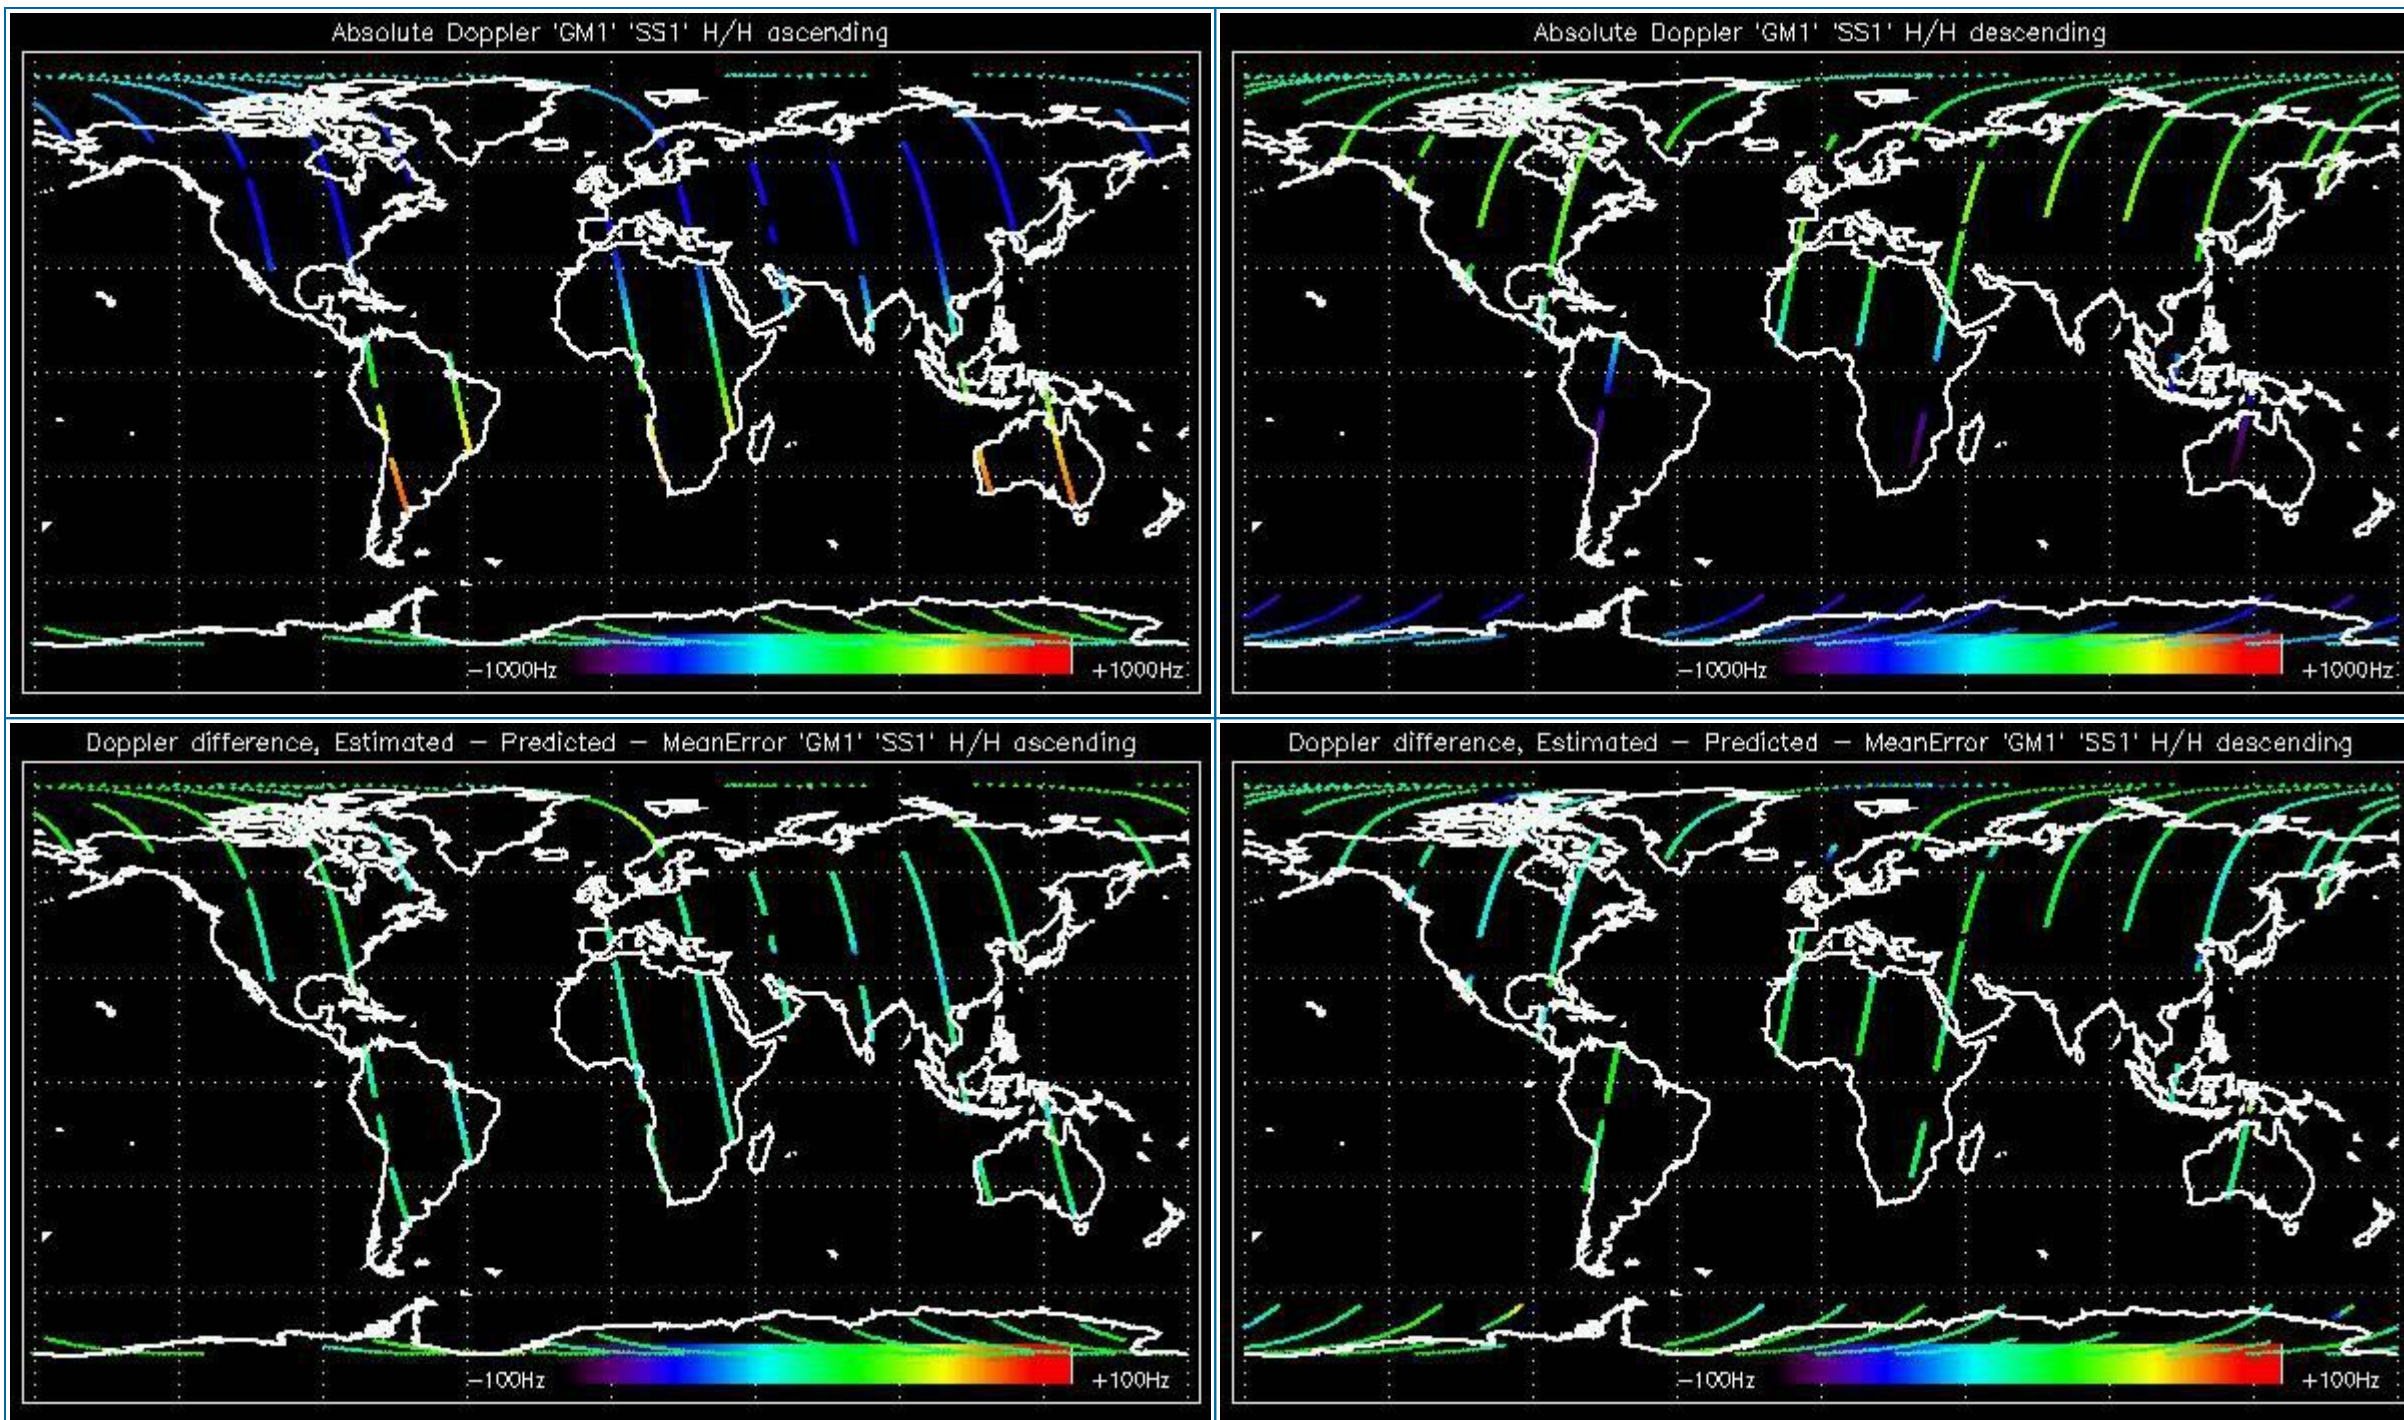 Absolute Doppler 'GM1' 'SS1' H/H ascending
-1000Hz
+1000Hz
Absolute Doppler 'GM1' 'SS1' H/H descending
-1000Hz
+1000Hz
Doppler difference, Estimated - Predicted - MeanError 'GM1' 'SS1' H/H ascending
-100Hz
+100Hz
Doppler difference, Estimated - Predicted - MeanError 'GM1' 'SS1' H/H descending
-100Hz
+100Hz